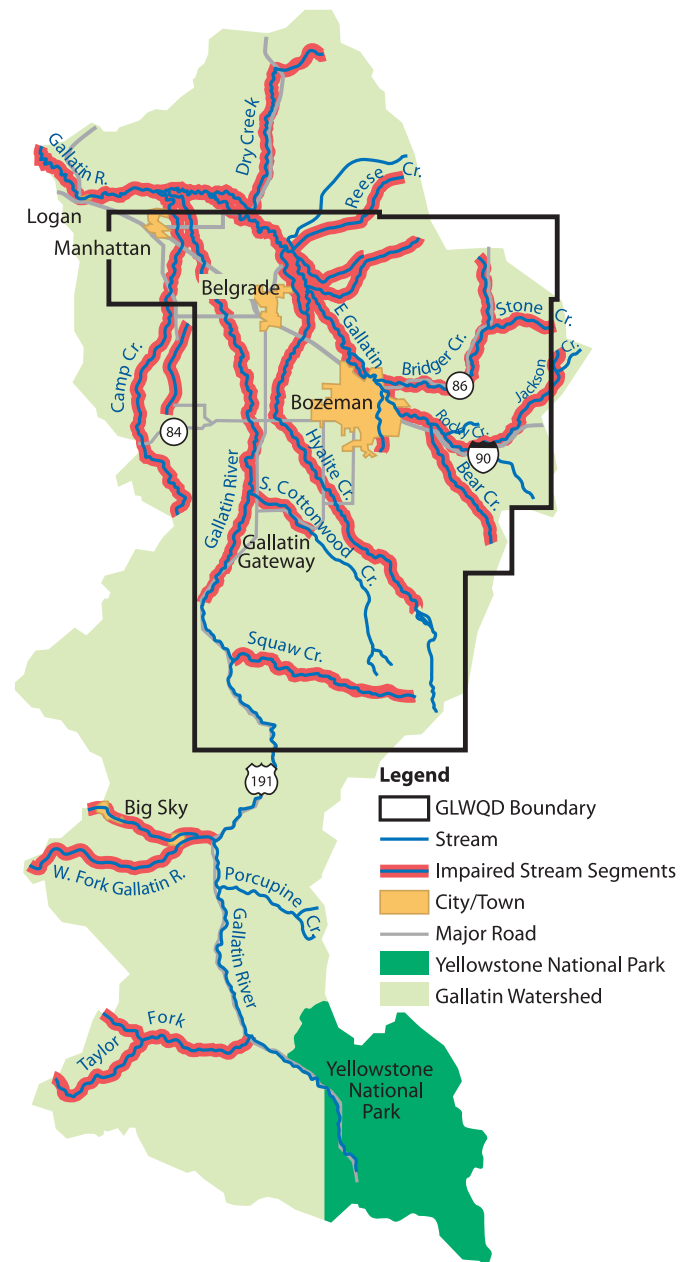 Dry Creek
Gallatin R.
Reese Cr.
Logan
Manhattan
Belgrade
E Gallatin
Stone Cr.
Bridger Cr.
86
Jackson Cr.
Camp Cr.
Bozeman
Rocky Cr.
84
90
Hyalite Cr.
Bear Cr.
Gallatin River
S. Cottonwood Cr.
Gallatin
Gateway
Squaw Cr.
191
Legend
GLWQD Boundary
Stream
Impaired Stream Segments
City/Town
Major Road
Yellowstone National Park
Gallatin Watershed
Big Sky
W. Fork Gallatin R.
Porcupine Cr.
Gallatin River
Taylor Fork
Yellowstone
National
Park